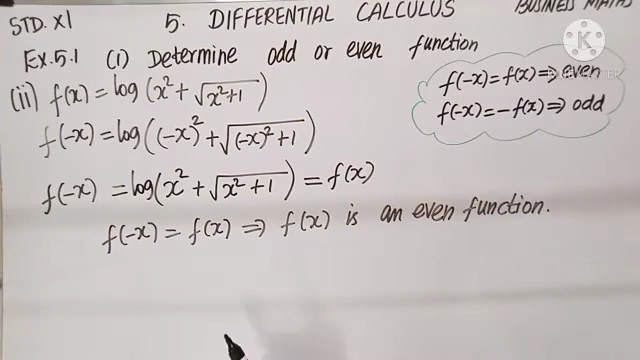 STD. XI 5. DIFFERENTIAL CALCULUS BUSINESS MATHS
Ex.5.1 (1) Determine odd or even function
(ii) f(x) = log(x² + √x²+1)
f(-x) = f(x) ⇒ even
f(-x) = -f(x) ⇒ odd
f(-x) = log((-x)² + √(-x)²+1)
f(-x) = log(x² + √x²+1) = f(x)
f(-x) = f(x) ⇒ f(x) is an even function.
K